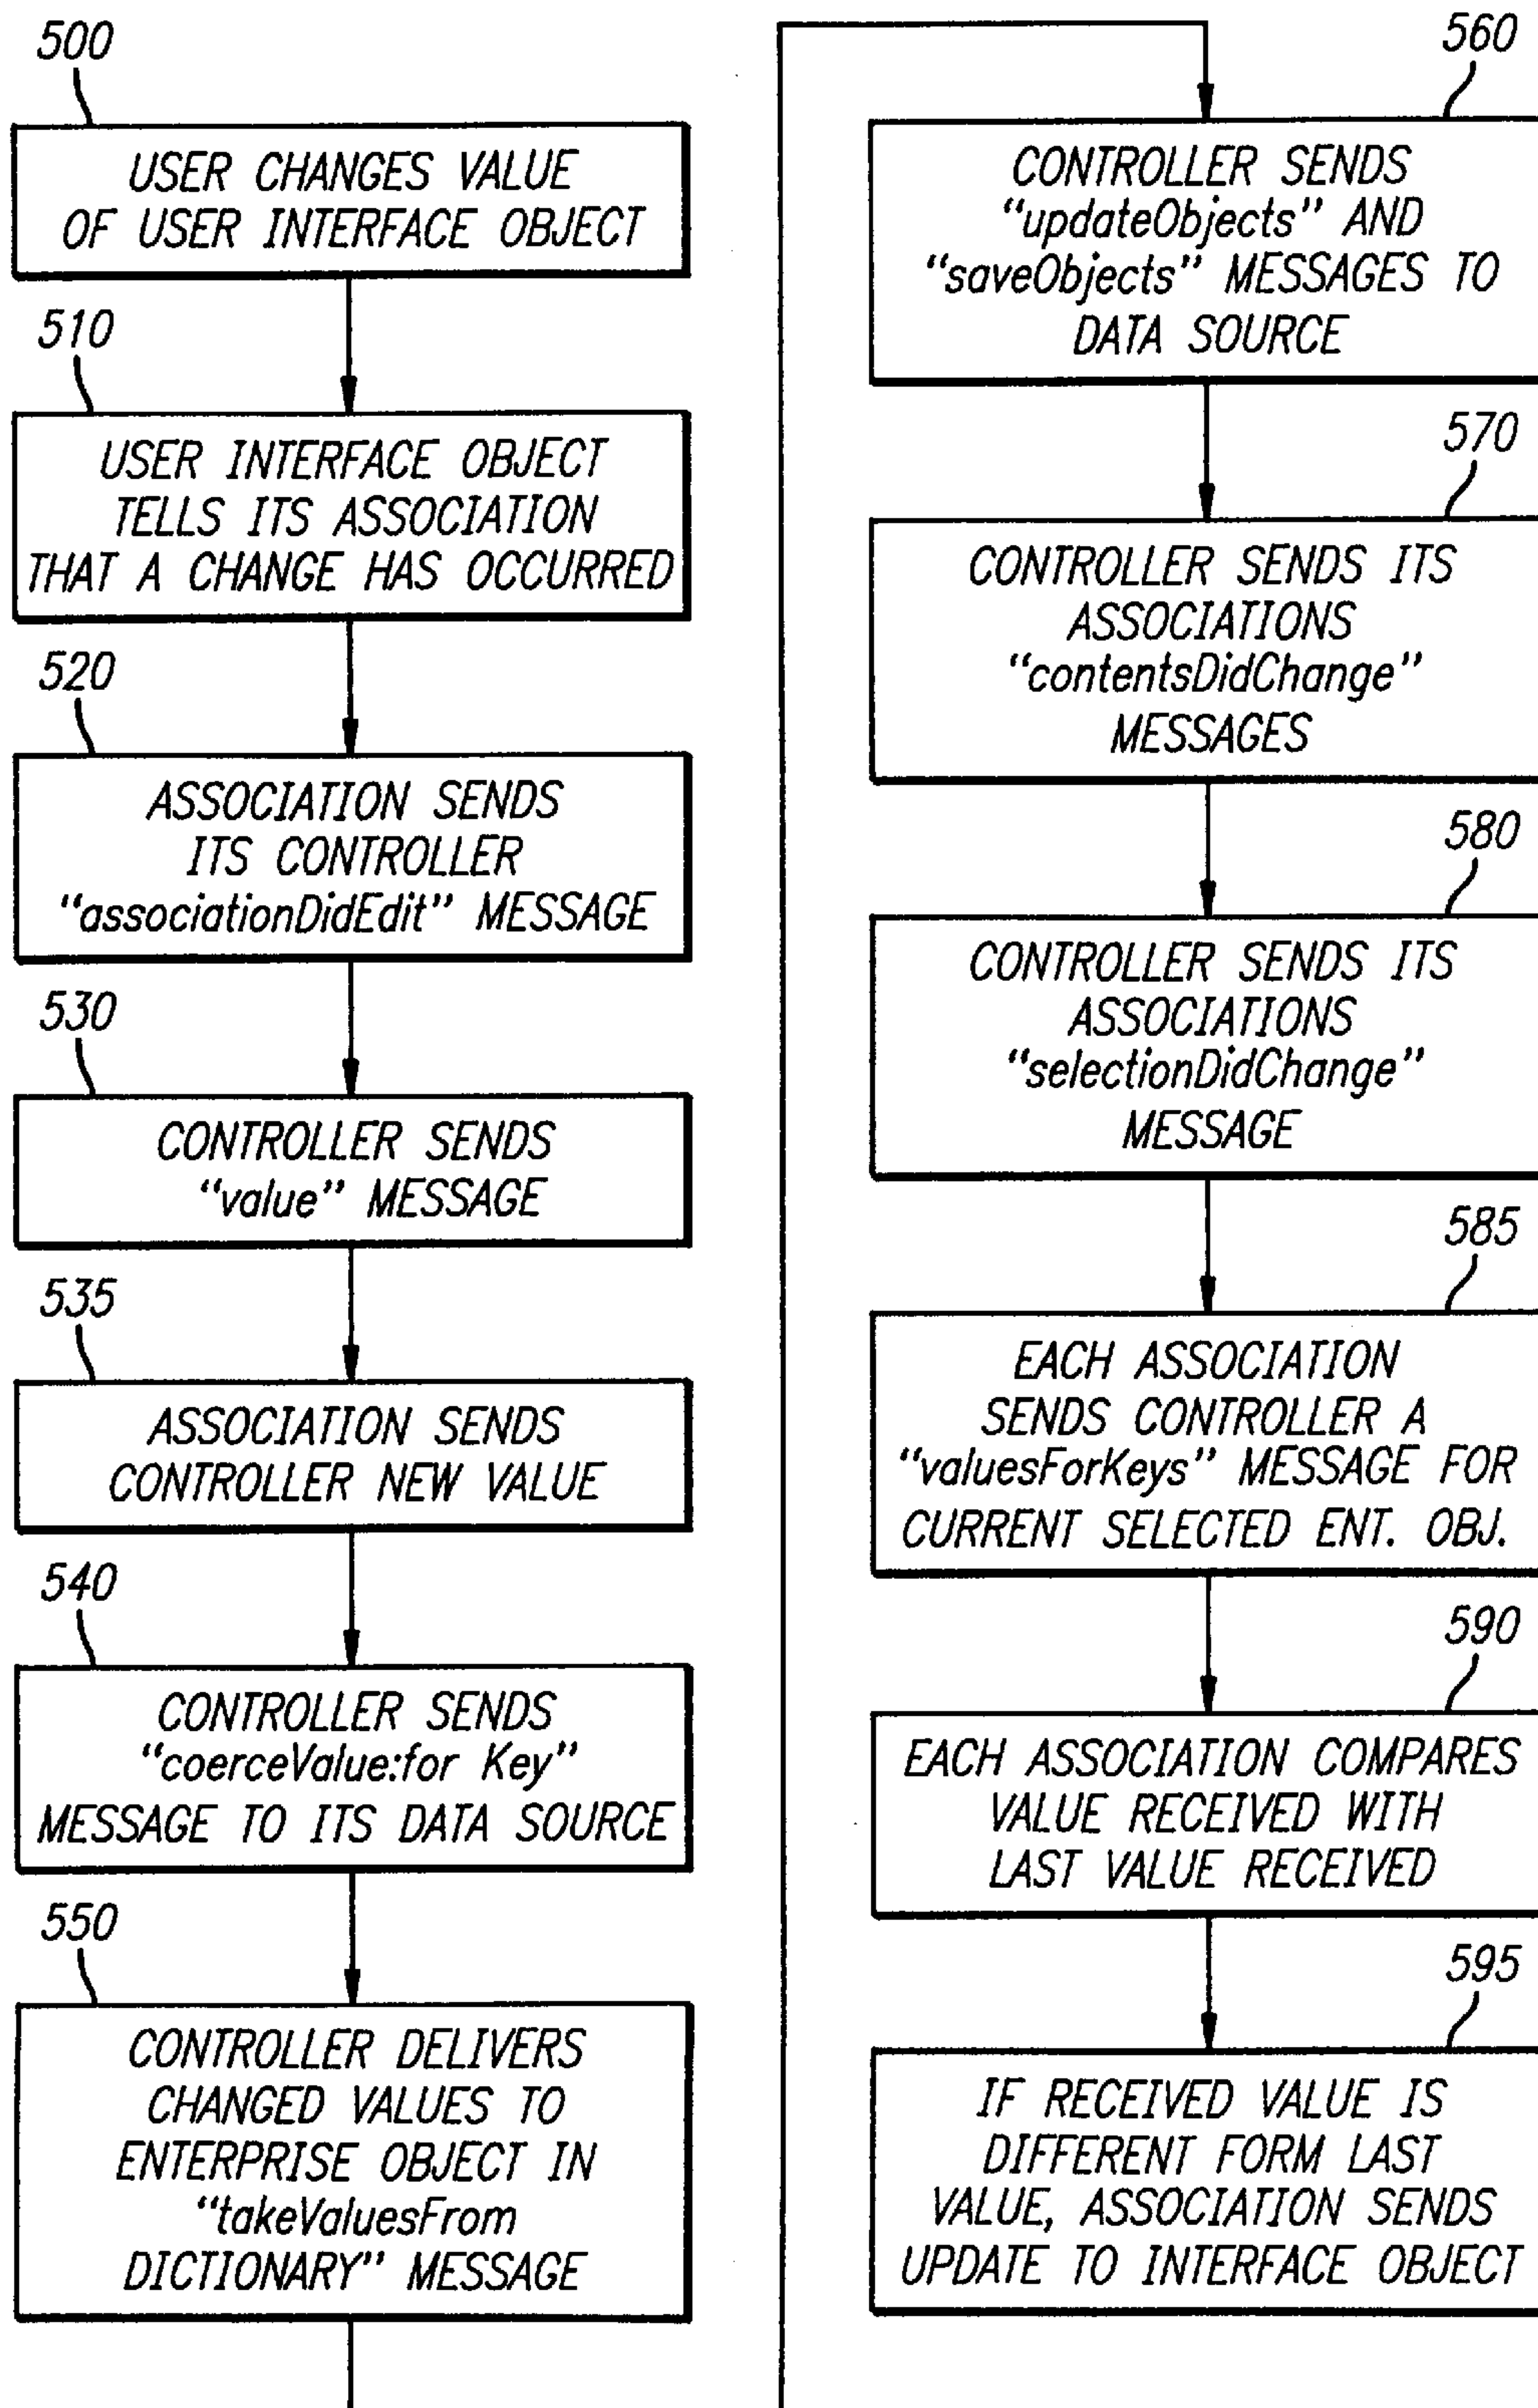 500
USER CHANGES VALUE
OF USER INTERFACE OBJECT
510
USER INTERFACE OBJECT
TELLS ITS ASSOCIATION
THAT A CHANGE HAS OCCURRED
520
ASSOCIATION SENDS
ITS CONTROLLER
“associationDidEdit” MESSAGE
530
CONTROLLER SENDS
“value” MESSAGE
535
ASSOCIATION SENDS
CONTROLLER NEW VALUE
540
CONTROLLER SENDS
“coerceValue:for Key”
MESSAGE TO ITS DATA SOURCE
550
CONTROLLER DELIVERS
CHANGED VALUES TO
ENTERPRISE OBJECT IN
“takeValuesFrom
DICTIONARY” MESSAGE
560
CONTROLLER SENDS
“updateObjects” AND
“saveObjects” MESSAGES TO
DATA SOURCE
570
CONTROLLER SENDS ITS
ASSOCIATIONS
“contentsDidChange”
MESSAGES
580
CONTROLLER SENDS ITS
ASSOCIATIONS
“selectionDidChange”
MESSAGE
585
EACH ASSOCIATION
SENDS CONTROLLER A
“valuesForKeys” MESSAGE FOR
CURRENT SELECTED ENT. OBJ.
590
EACH ASSOCIATION COMPARES
VALUE RECEIVED WITH
LAST VALUE RECEIVED
595
IF RECEIVED VALUE IS
DIFFERENT FORM LAST
VALUE, ASSOCIATION SENDS
UPDATE TO INTERFACE OBJECT